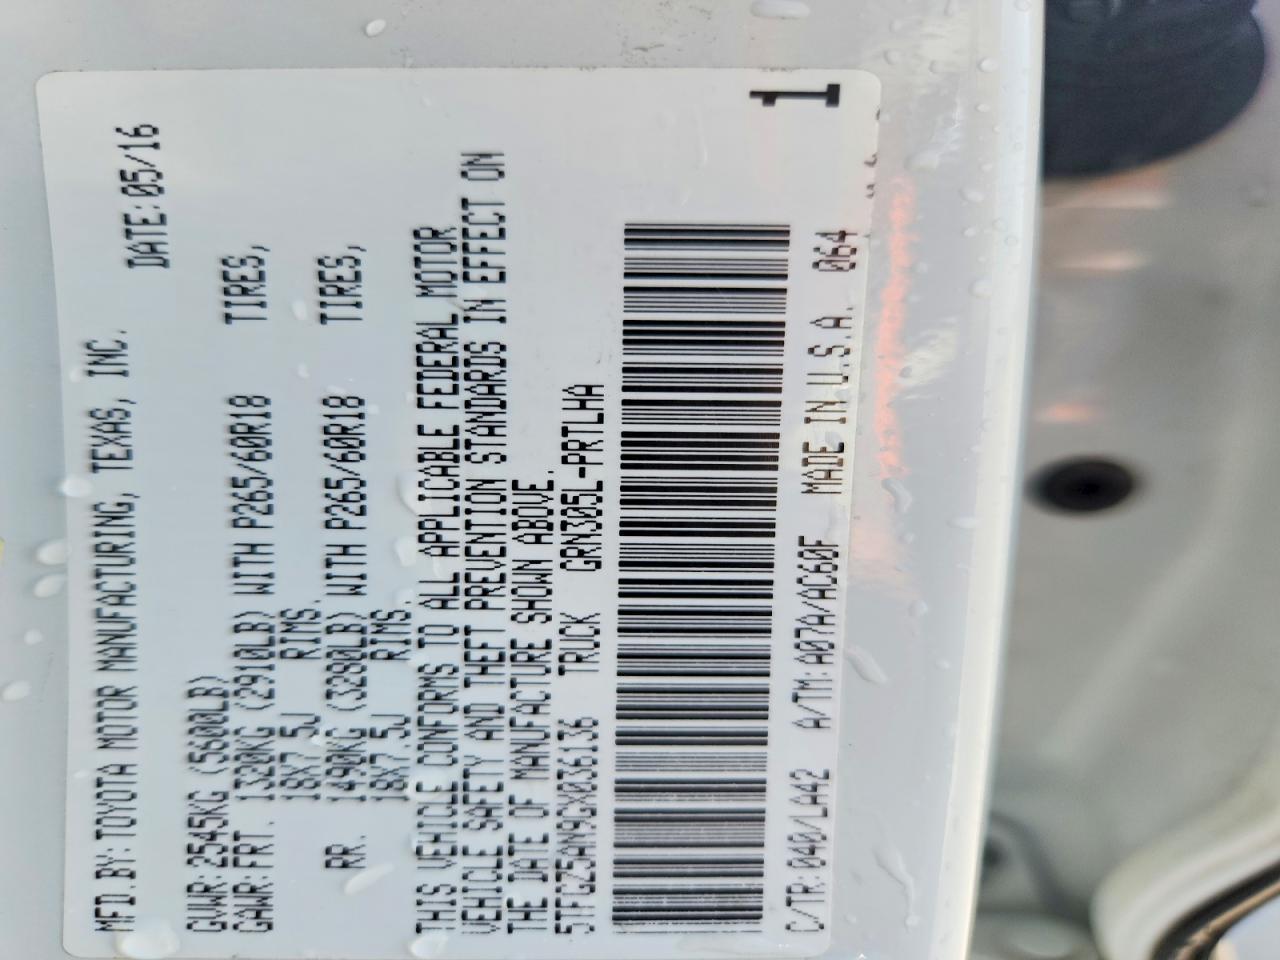 MFD.BY: TOYOTA MOTOR MANUFACTURING, TEXAS, INC.
DATE: 05/16
GVWR: 2545KG (5600LB)
GAWR: FRT. 1320KG (2910LB) WITH P265/60R18 TIRES,
18X7.5J RIMS.
RR. 1490KG (3280LB) WITH P265/60R18 TIRES,
18X7.5J RIMS.
THIS VEHICLE CONFORMS TO ALL APPLICABLE FEDERAL MOTOR
VEHICLE SAFETY AND THEFT PREVENTION STANDARDS IN EFFECT ON
THE DATE OF MANUFACTURE SHOWN ABOVE.
5TFCZ5AN9GX036136 TRUCK GRN305L-PRTLHA
C/TR: 040/LA42 A/TM: A07A/AC60F MADE IN U.S.A. 064
1